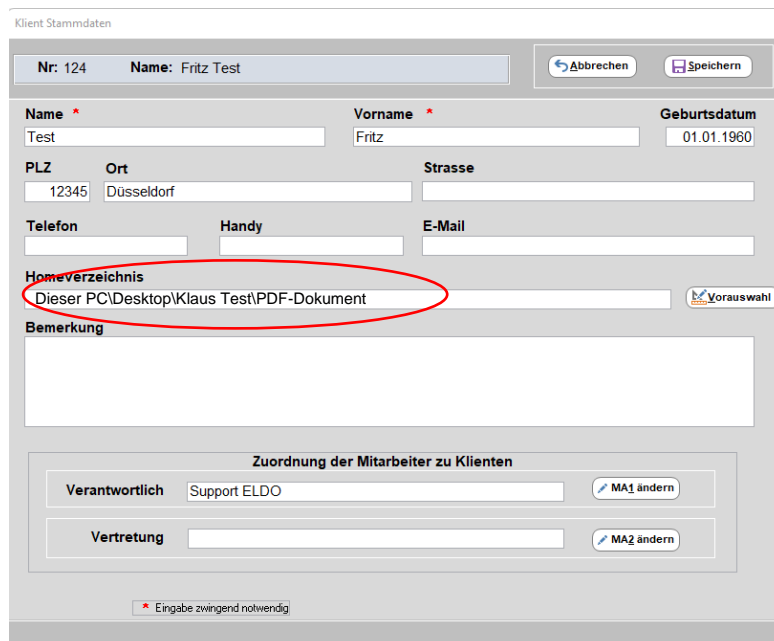 Klient Stammdaten
Nr: 124 Name: Fritz Test Abbrechen Speichern
Name * Vorname * Geburtsdatum
Test Fritz 01.01.1960
PLZ Ort Strasse
12345 Düsseldorf
Telefon Handy E-Mail
Homeverzeichnis
Dieser PC\Desktop\Klaus Test\PDF-Dokument Vorauswahl
Bemerkung
Zuordnung der Mitarbeiter zu Klienten
Verantwortlich Support ELDO MA1 ändern
Vertretung MA2 ändern
* Eingabe zwingend notwendig